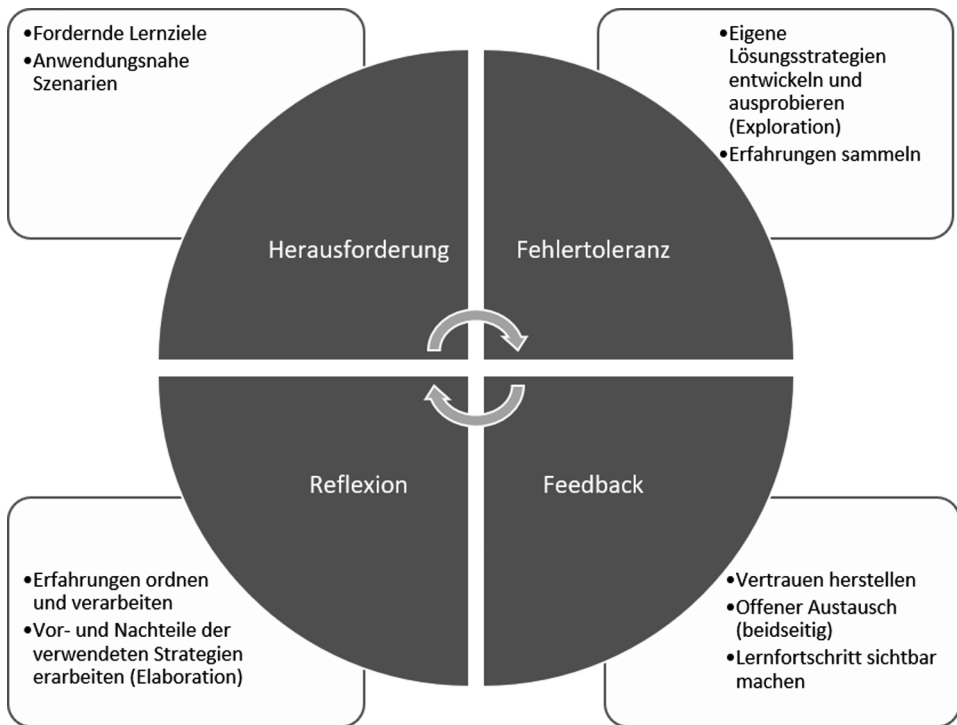 •Fordernde Lernziele
•Anwendungsnahe
Szenarien
•Eigene
Lösungsstrategien
entwickeln und
ausprobieren
(Exploration)
•Erfahrungen sammeln
Herausforderung
Fehlertoleranz
Reflexion
Feedback
•Erfahrungen ordnen
und verarbeiten
•Vor- und Nachteile der
verwendeten Strategien
erarbeiten (Elaboration)
•Vertrauen herstellen
•Offener Austausch
(beidseitig)
•Lernfortschritt sichtbar
machen